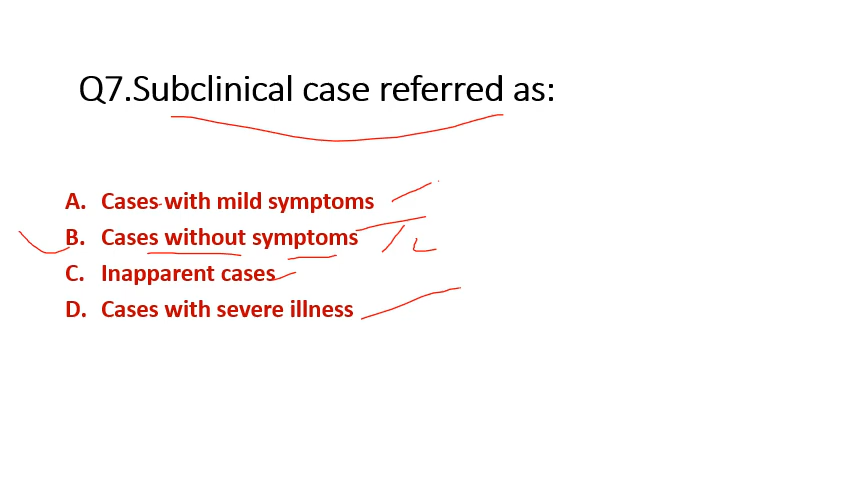 Q7.Subclinical case referred as:
A. Cases with mild symptoms
B. Cases without symptoms
C. Inapparent cases
D. Cases with severe illness